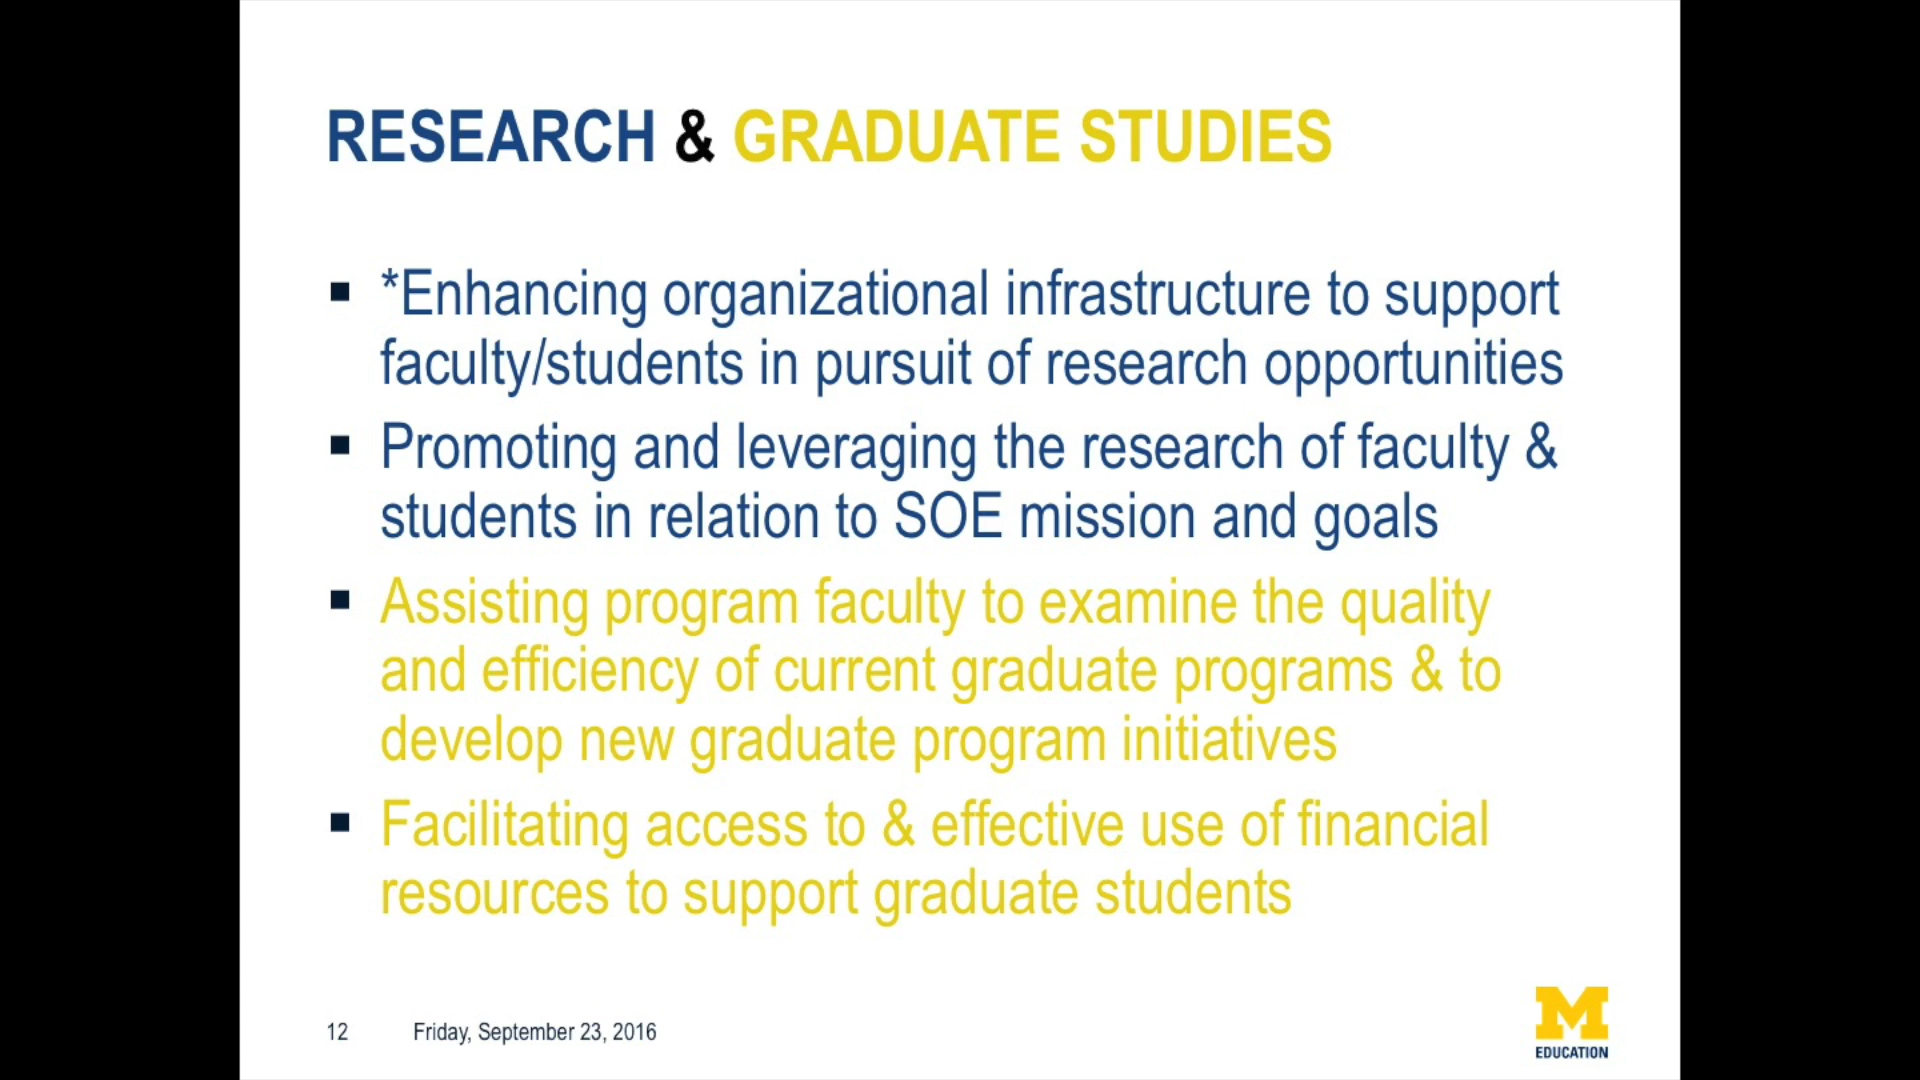 RESEARCH & GRADUATE STUDIES
▪ *Enhancing organizational infrastructure to support
faculty/students in pursuit of research opportunities
▪ Promoting and leveraging the research of faculty &
students in relation to SOE mission and goals
▪ Assisting program faculty to examine the quality
and efficiency of current graduate programs & to
develop new graduate program initiatives
▪ Facilitating access to & effective use of financial
resources to support graduate students
12 Friday, September 23, 2016
M
EDUCATION